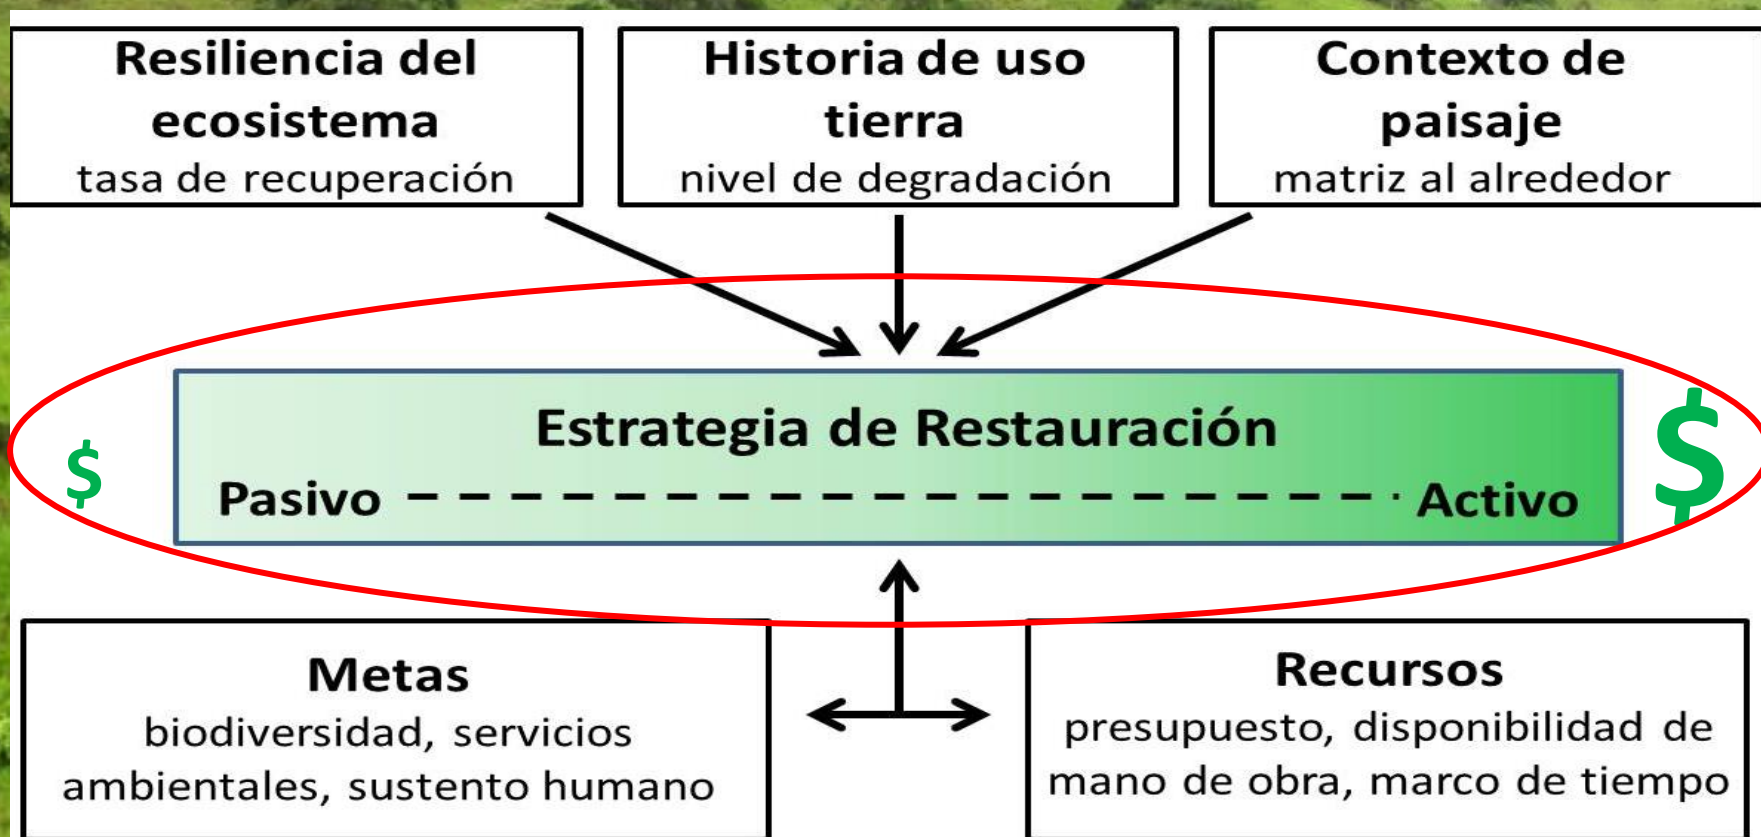 Resiliencia del
ecosistema
tasa de recuperación
Historia de uso
tierra
nivel de degradación
Contexto de
paisaje
matriz al alrededor
$
Estrategia de Restauración
Pasivo
Activo
$
Metas
biodiversidad, servicios
ambientales, sustento humano
Recursos
presupuesto, disponibilidad de
mano de obra, marco de tiempo